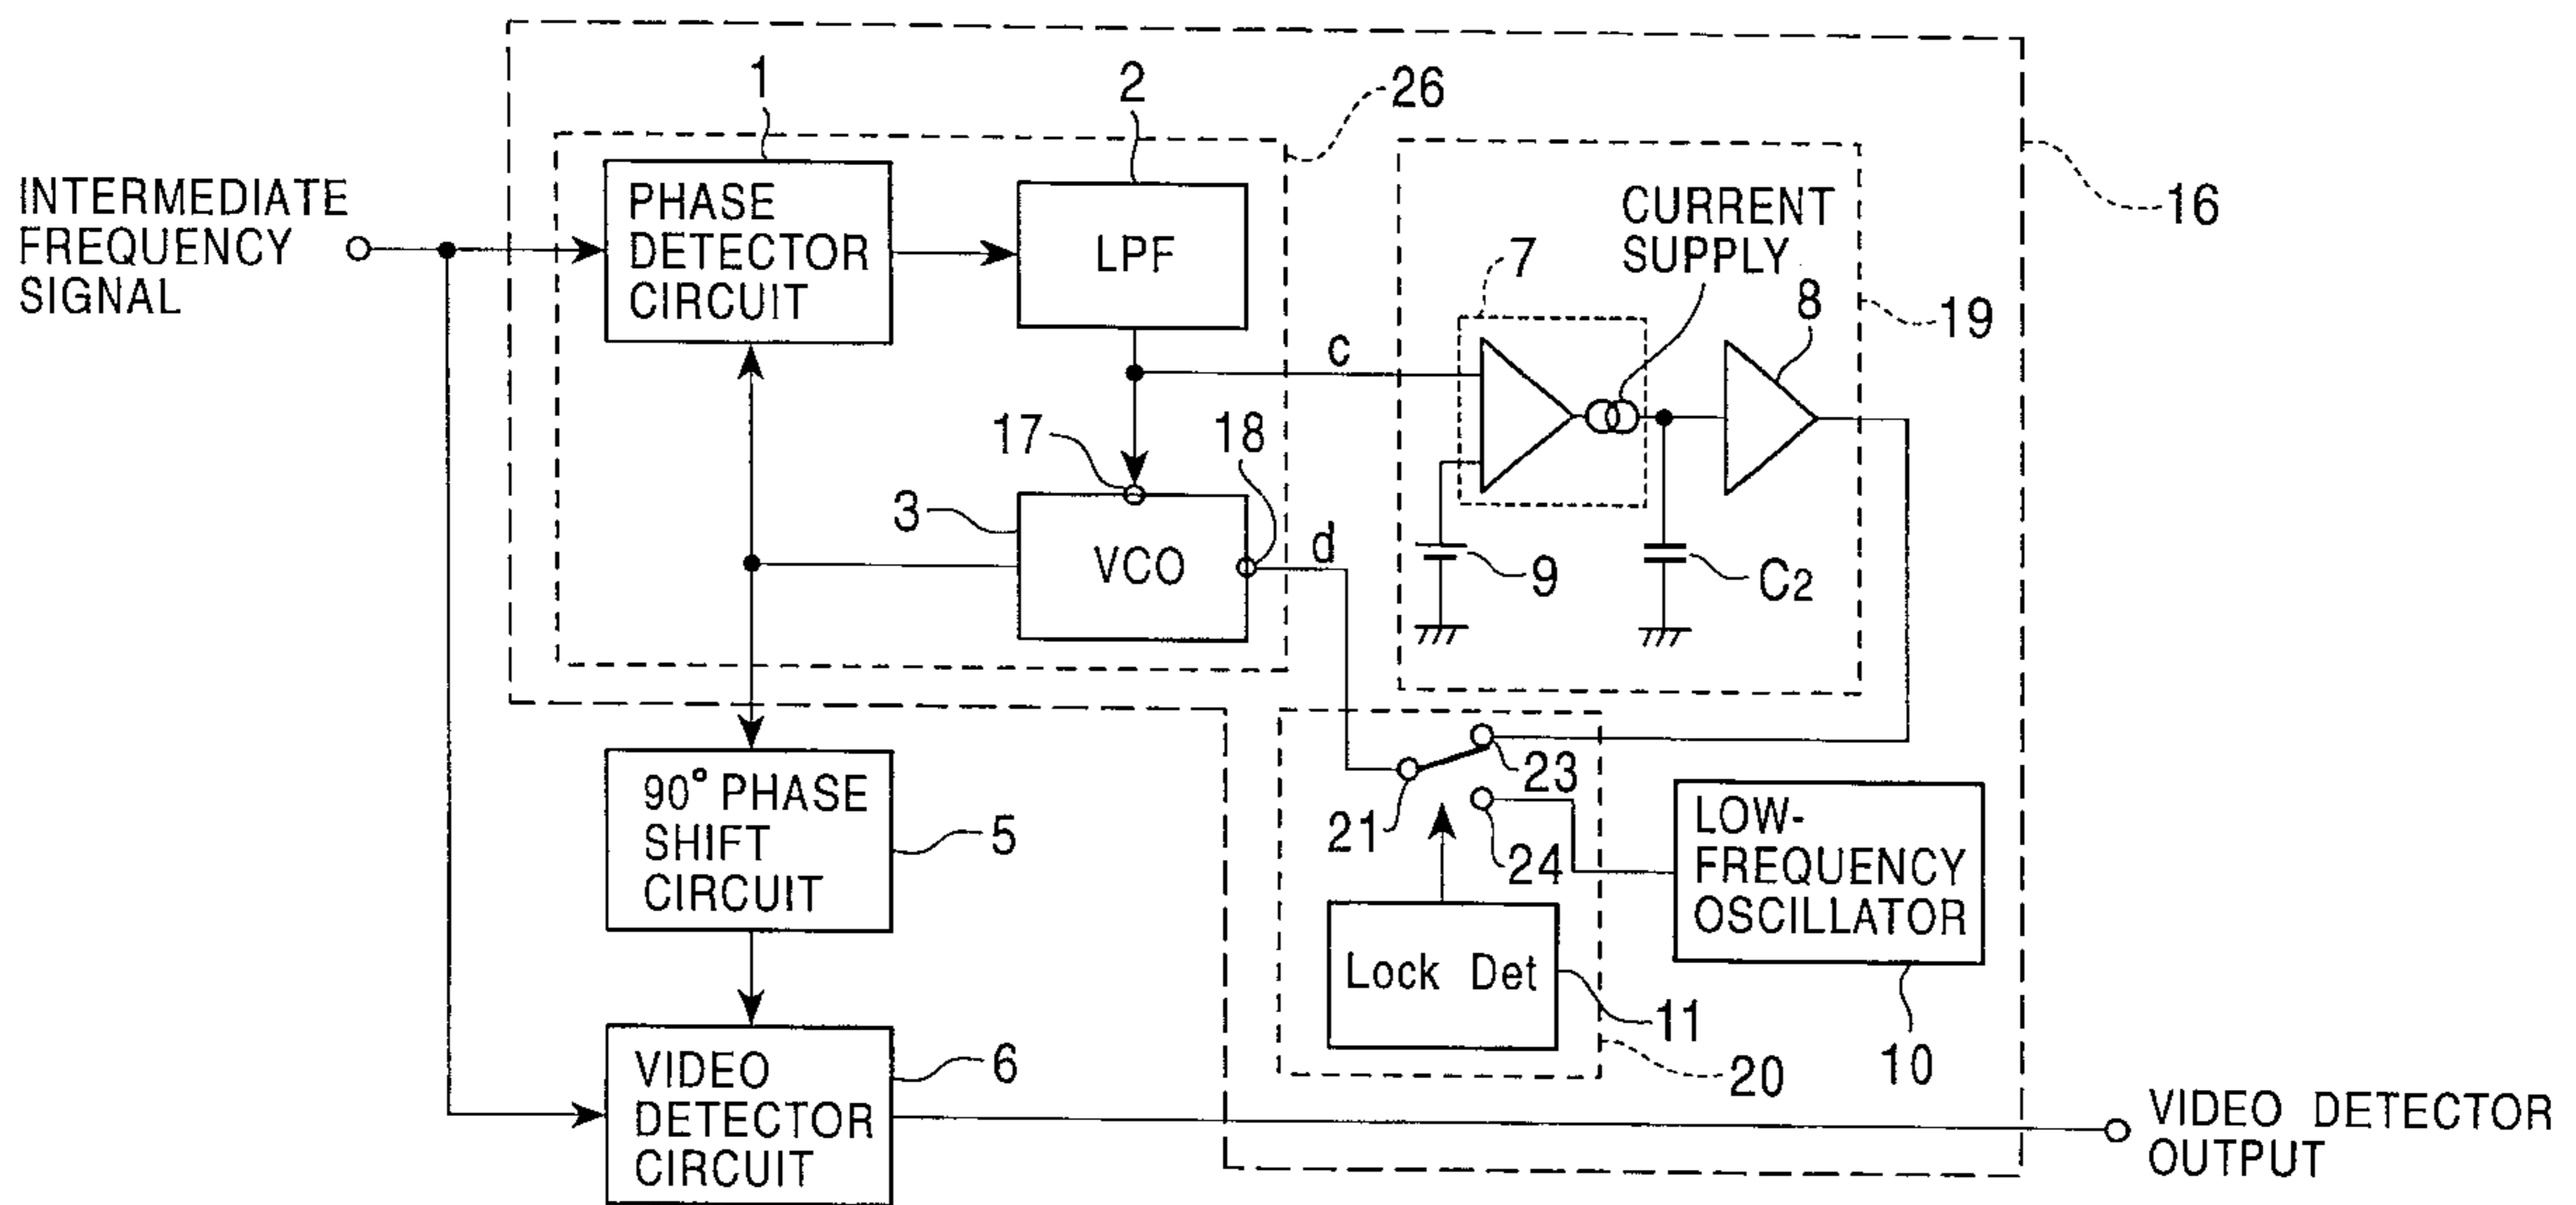 1
2
26
INTERMEDIATE
FREQUENCY
SIGNAL
PHASE
DETECTOR
CIRCUIT
LPF
CURRENT
SUPPLY
16
7
8
19
c
17
18
3
VCO
d
9
C2
90° PHASE
SHIFT
CIRCUIT
5
21
23
24
LOW-
FREQUENCY
OSCILLATOR
Lock Det
11
10
20
VIDEO
DETECTOR
CIRCUIT
6
VIDEO DETECTOR
OUTPUT